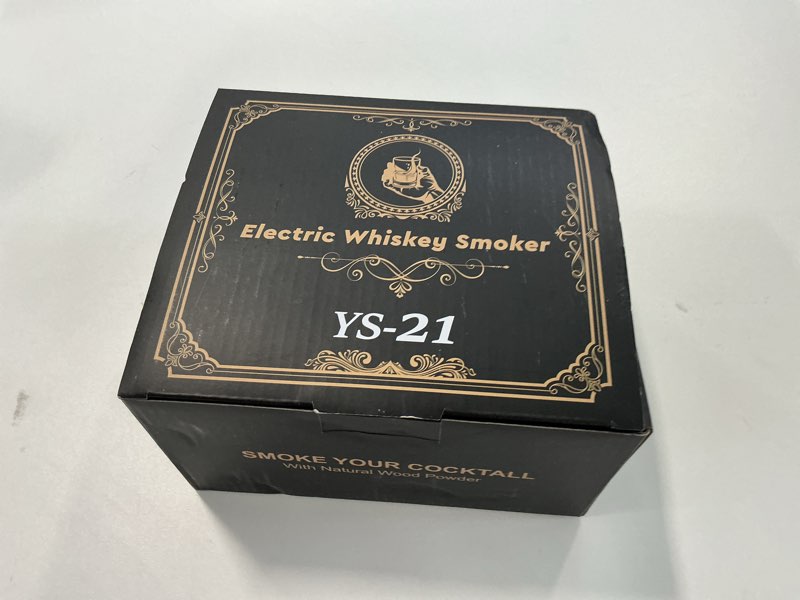 Electric Whiskey Smoker
YS-21
SMOKE YOUR COCKTALL
With Natural Wood Powder